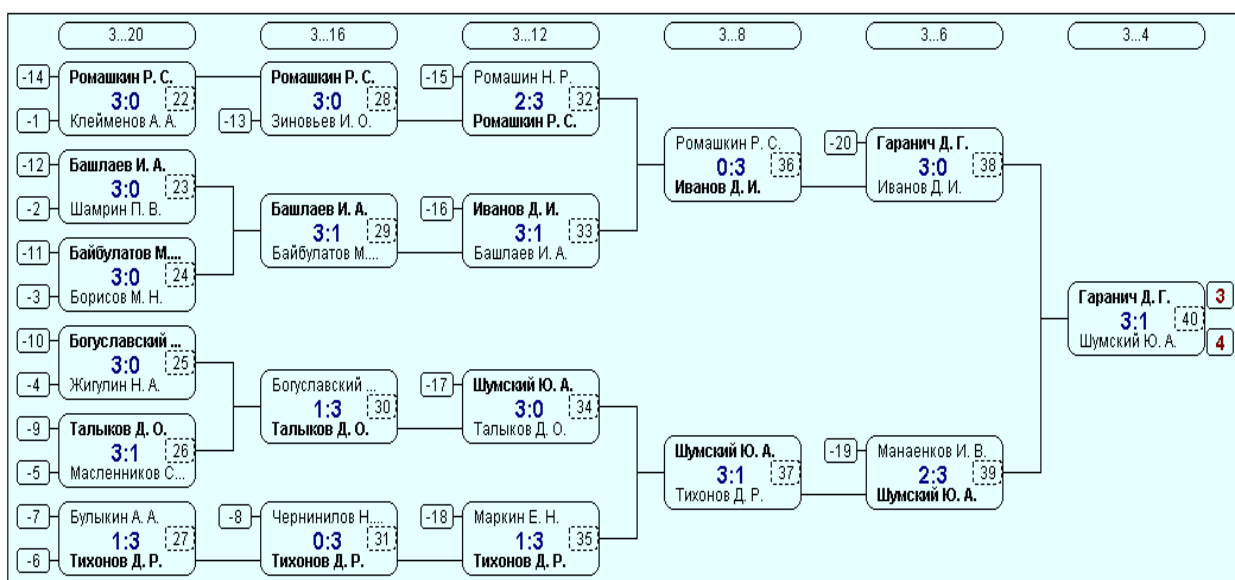 3...20
3...16
3...12
3...8
3...6
3...4
-14
Ромашкин Р. С.
3:0
22
-1
Клейменов А. А.
-12
Башлаев И. А.
3:0
23
-2
Шамрин П. В.
-11
Байбулатов М....
3:0
24
-3
Борисов М. Н.
-10
Богуславский ...
3:0
25
-4
Жигулин Н. А.
-9
Талыков Д. О.
3:1
26
-5
Масленников С...
-7
Булыкин А. А.
1:3
27
-6
Тихонов Д. Р.
Ромашкин Р. С.
3:0
28
-13
Зиновьев И. О.
Башлаев И. А.
3:1
29
Байбулатов М....
Богуславский ...
1:3
30
Талыков Д. О.
-8
Чернинилов Н....
0:3
31
Тихонов Д. Р.
-15
Ромашин Н. Р.
2:3
32
Ромашкин Р. С.
-16
Иванов Д. И.
3:1
33
Башлаев И. А.
-17
Шумский Ю. А.
3:0
34
Талыков Д. О.
-18
Маркин Е. Н.
1:3
35
Тихонов Д. Р.
Ромашкин Р. С.
0:3
36
Иванов Д. И.
Шумский Ю. А.
3:1
37
Тихонов Д. Р.
-20
Гаранич Д. Г.
3:0
38
Иванов Д. И.
-19
Манаенков И. В.
2:3
39
Шумский Ю. А.
Гаранич Д. Г.
3
3:1
40
Шумский Ю. А.
4